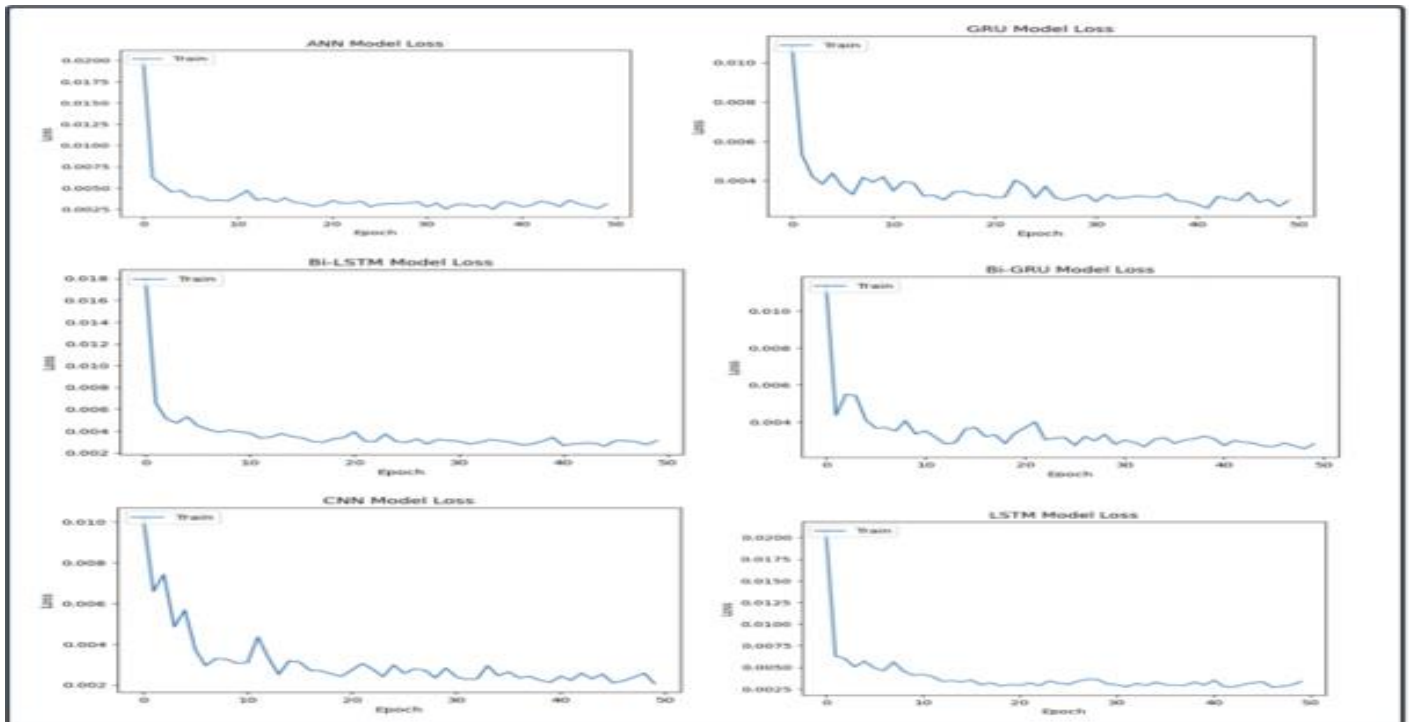 ANN Model Loss
Train
0.0200
0.0175
0.0150
0.0125
0.0100
0.0075
0.0050
0.0025
Loss
0 10 20 30 40 50
Epoch
GRU Model Loss
Train
0.010
0.008
0.006
0.004
Loss
0 10 20 30 40 50
Epoch
Bi-LSTM Model Loss
Train
0.018
0.016
0.014
0.012
0.010
0.008
0.006
0.004
0.002
Loss
0 10 20 30 40 50
Epoch
Bi-GRU Model Loss
Train
0.010
0.008
0.006
0.004
Loss
0 10 20 30 40 50
Epoch
CNN Model Loss
Train
0.010
0.008
0.006
0.004
0.002
Loss
0 10 20 30 40 50
Epoch
LSTM Model Loss
Train
0.0200
0.0175
0.0150
0.0125
0.0100
0.0075
0.0050
0.0025
Loss
0 10 20 30 40 50
Epoch